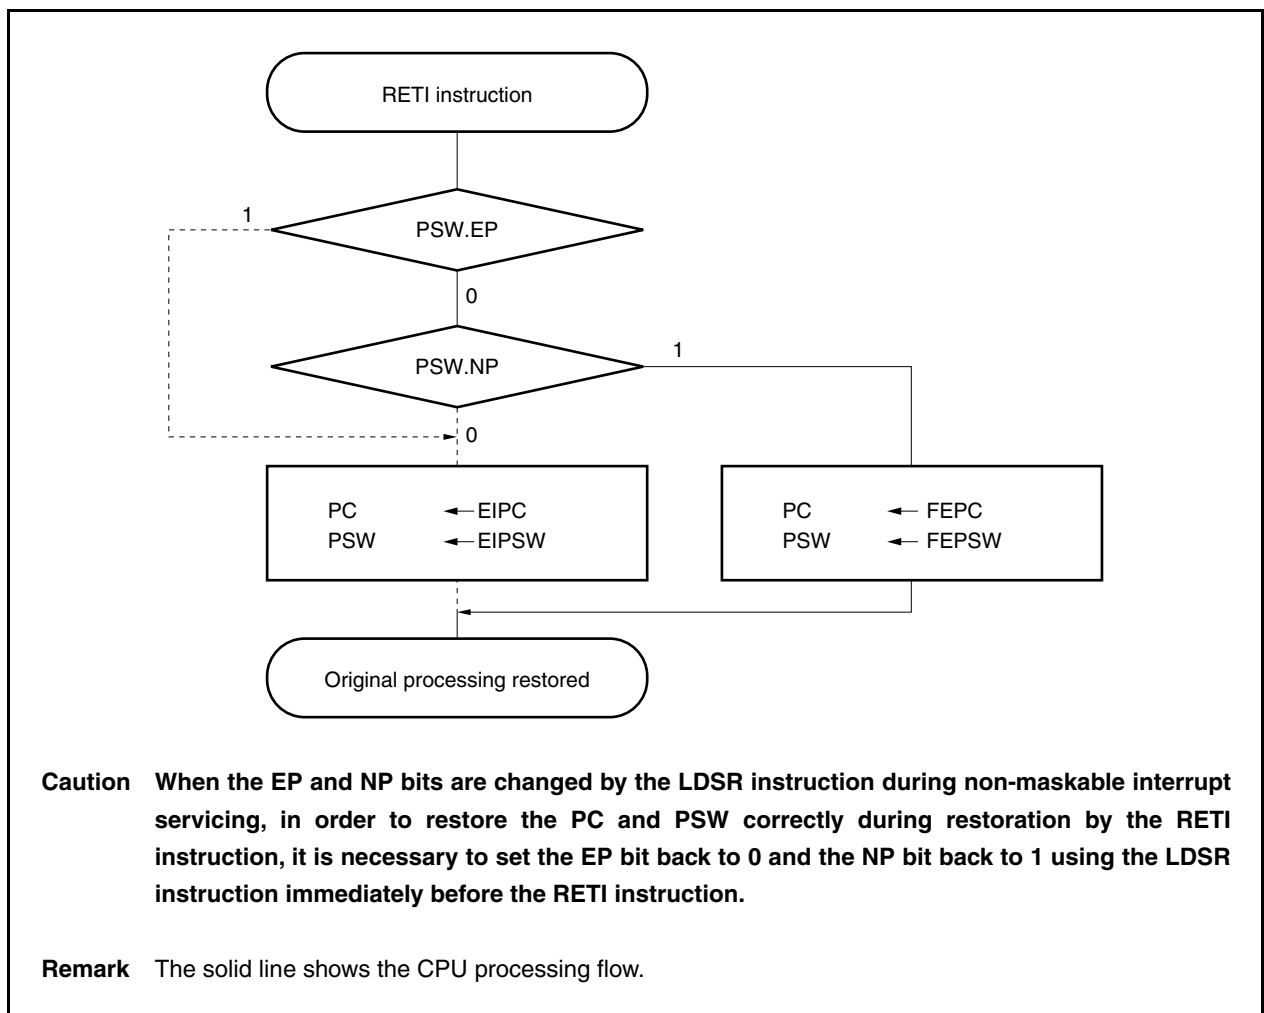 RETI instruction
1
PSW.EP
0
PSW.NP
1
0
PC ← EIPC
PSW ← EIPSW
PC ← FEPC
PSW ← FEPSW
Original processing restored
Caution When the EP and NP bits are changed by the LDSR instruction during non-maskable interrupt
servicing, in order to restore the PC and PSW correctly during restoration by the RETI
instruction, it is necessary to set the EP bit back to 0 and the NP bit back to 1 using the LDSR
instruction immediately before the RETI instruction.
Remark The solid line shows the CPU processing flow.